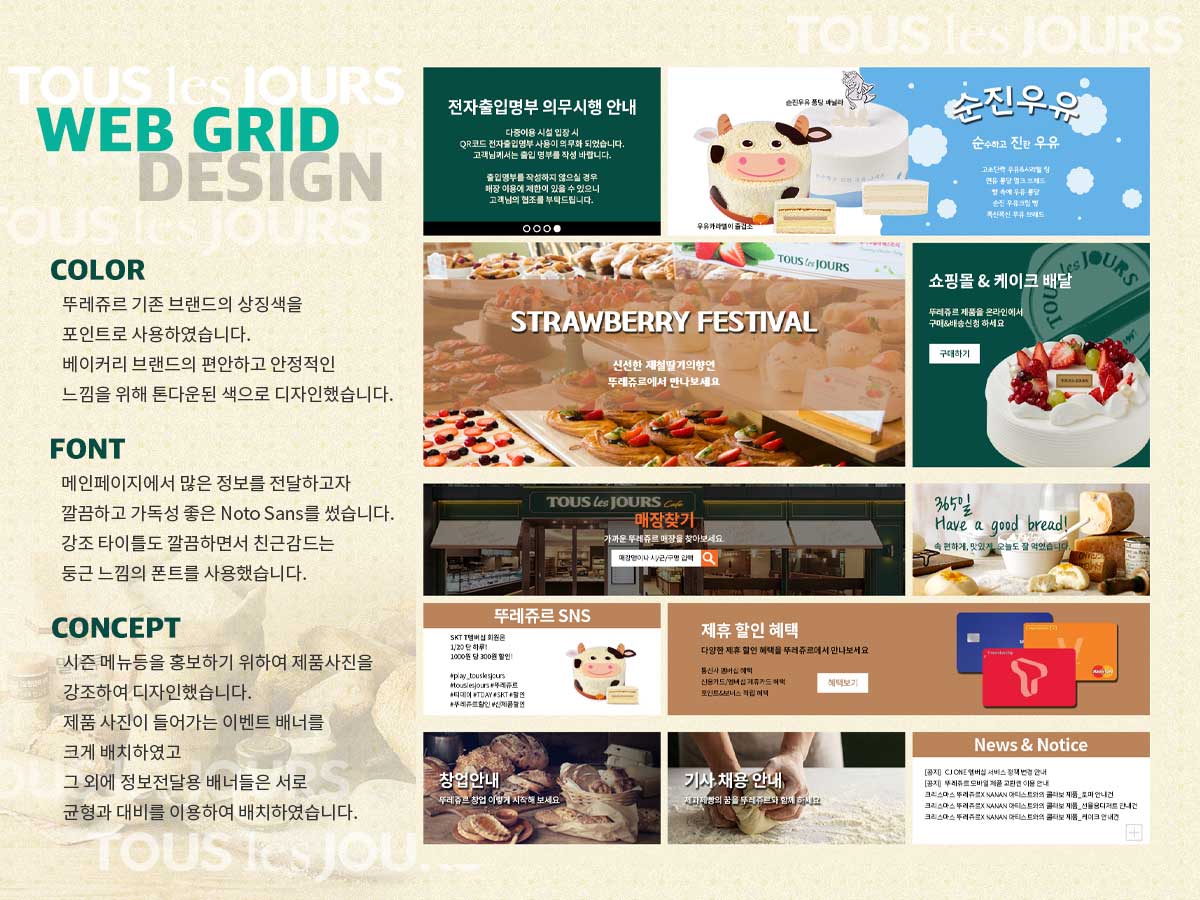 TOUS les JOURS
TOUS les JOURS
WEB GRID
DESIGN
COLOR
뚜레쥬르 기존 브랜드의 상징색을
포인트로 사용하였습니다.
베이커리 브랜드의 편안하고 안정적인
느낌을 위해 톤다운된 색으로 디자인했습니다.
FONT
메인페이지에서 많은 정보를 전달하고자
깔끔하고 가독성 좋은 Noto Sans를 썼습니다.
강조 타이틀도 깔끔하면서 친근감드는
둥근 느낌의 폰트를 사용했습니다.
CONCEPT
시즌 메뉴등을 홍보하기 위하여 제품사진을
강조하여 디자인했습니다.
제품 사진이 들어가는 이벤트 배너를
크게 배치하였고
그 외에 정보전달용 배너들은 서로
균형과 대비를 이용하여 배치하였습니다.
TOUS les JOU
전자출입명부 의무시행 안내
다중이용 시설 입장 시
QR코드 전자출입명부 사용이 의무화 되었습니다.
고객님께서는 출입 명부를 작성 바랍니다.
출입명부를 작성하지 않으실 경우
매장 이용에 제한이 있을 수 있으니
고객님의 협조를 부탁드립니다.
순진우유 퐁당 바닐라
우유카라멜이 즐겁소
순진우유
순수하고 진한 우유
고소단짝 우유&시리얼 링
연유 퐁당 밀크 브레드
빵 속에 우유 퐁당
순진 우유크림 빵
폭신폭신 우유 브레드
TOUS les JOURS
STRAWBERRY FESTIVAL
신선한 제철딸기의향연
뚜레쥬르에서 만나보세요
쇼핑몰 & 케이크 배달
뚜레쥬르 제품을 온라인에서
구매&배송신청 하세요
구매하기
les JOURS
TOUS les JOURS
TOUS les JOURS Cafe
매장찾기
가까운 뚜레쥬르 매장을 찾아보세요.
매장명이나 시/군/구명 입력
365일
Have a good bread!
속 편하게, 맛있게, 오늘도 잘 먹었습니다.
뚜레쥬르 SNS
SKT T멤버십 회원은
1/20 단 하루!
1000원 당 300원 할인!
#play_touslesjours
#touslesjours #뚜레쥬르
#티데이 #TDAY #SKT #할인
#뚜레쥬르할인 #신제품할인
제휴 할인 혜택
다양한 제휴 할인 혜택을 뚜레쥬르에서 만나보세요
통신사 멤버십 혜택
신용카드/멤버십 제휴카드 혜택
포인트&보너스 적립 혜택
혜택보기
창업안내
뚜레쥬르 창업 이렇게 시작해 보세요
기사 채용 안내
제과제빵의 꿈을 뚜레쥬르와 함께 하세요
News & Notice
[공지] CJ ONE 멤버십 서비스 정책 변경 안내
[공지] 뚜레쥬르 모바일 제품 교환권 이용 안내
크리스마스 뚜레쥬르X NANAN 아티스트와의 콜라보 제품_토퍼 안내건
크리스마스 뚜레쥬르X NANAN 아티스트와의 콜라보 제품_선물용디저트 안내건
크리스마스 뚜레쥬르X NANAN 아티스트와의 콜라보 제품_케이크 안내건